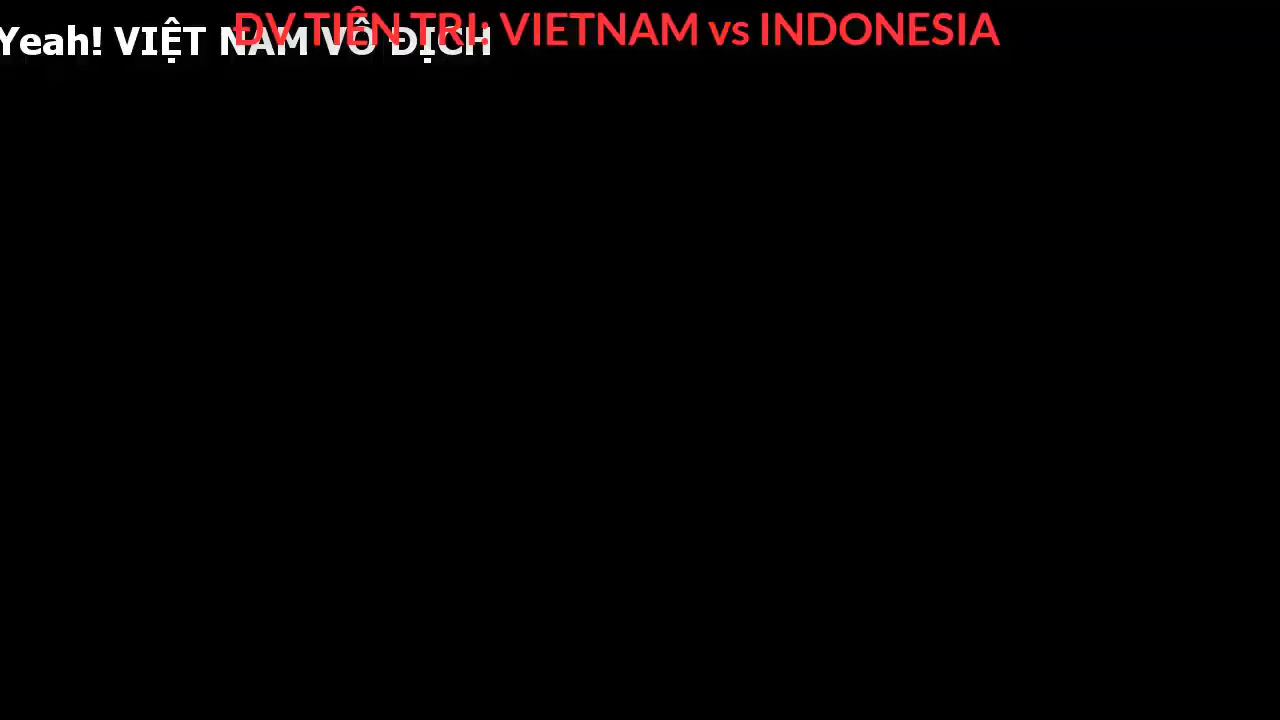 ĐV TIÊN TRI: VIETNAM vs INDONESIA
Yeah! VIỆT NAM VÔ ĐỊCH